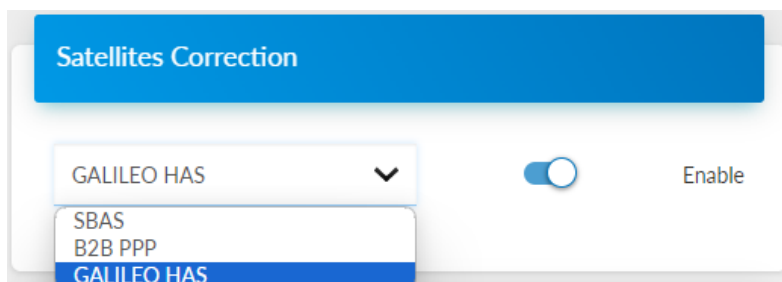 Satellites Correction
GALILEO HAS
Enable
SBAS
B2B PPP
GALILEO HAS